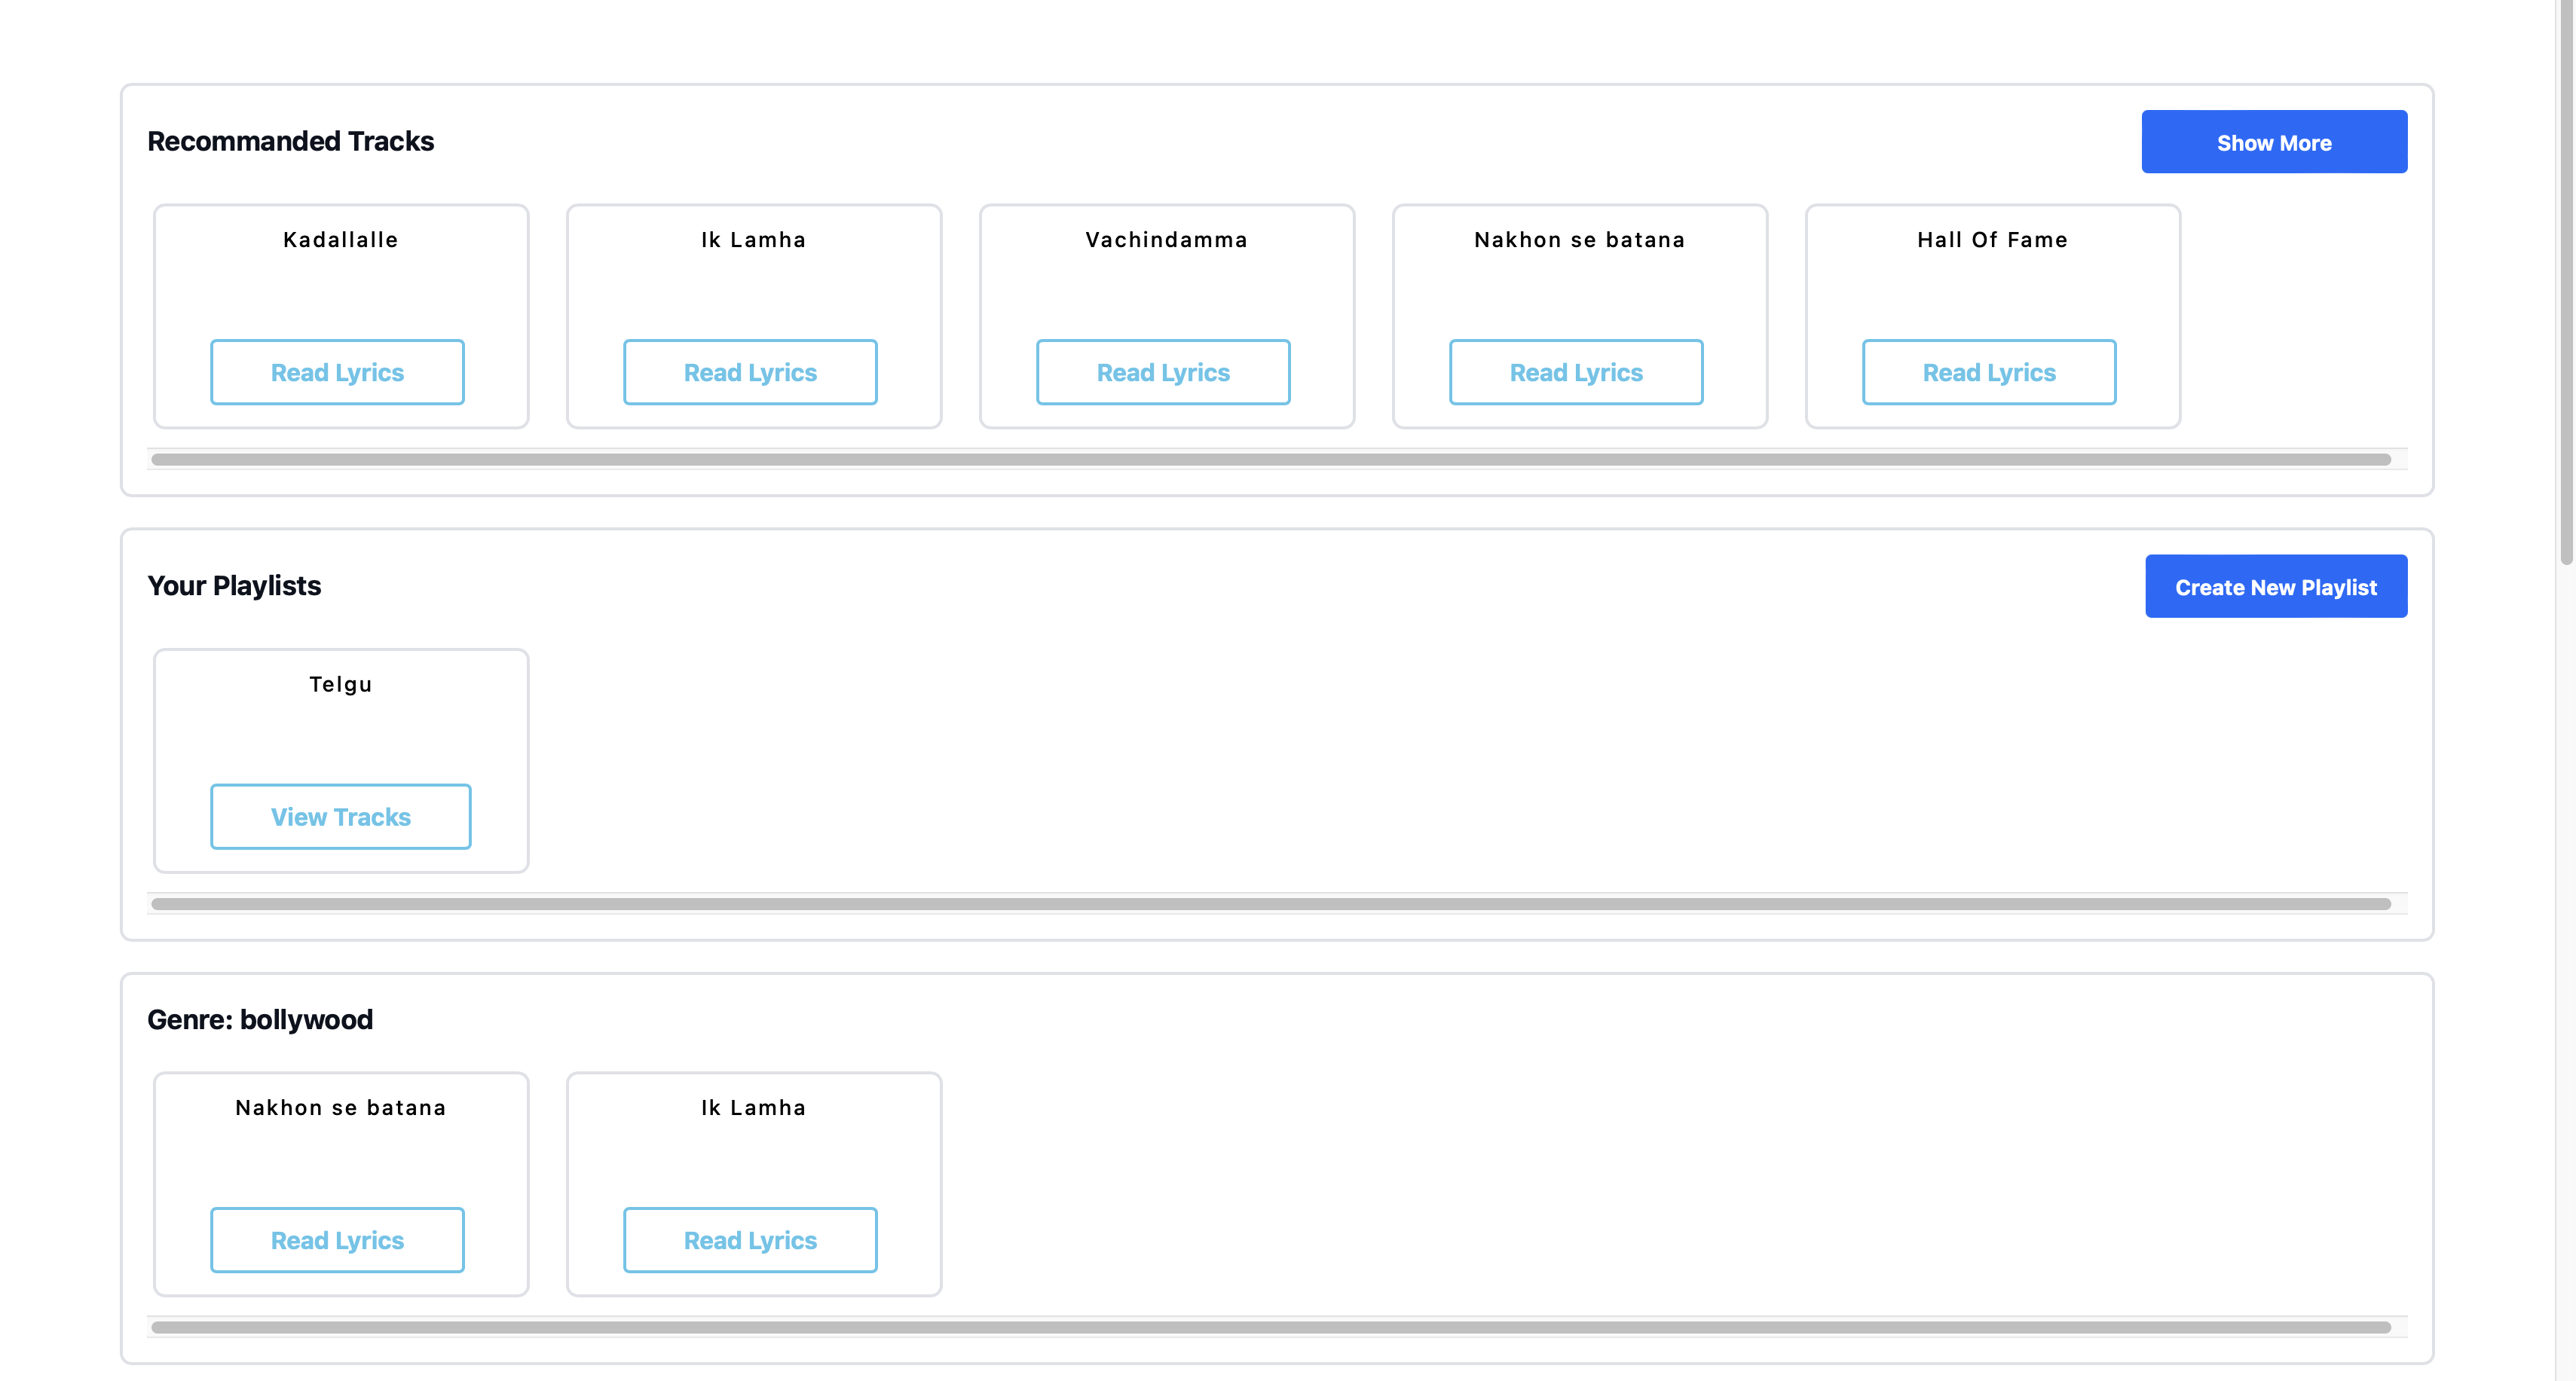 Recommanded Tracks
Show More
Kadallalle
Ik Lamha
Vachindamma
Nakhon se batana
Hall Of Fame
Read Lyrics
Read Lyrics
Read Lyrics
Read Lyrics
Read Lyrics
Your Playlists
Create New Playlist
Telgu
View Tracks
Genre: bollywood
Nakhon se batana
Ik Lamha
Read Lyrics
Read Lyrics